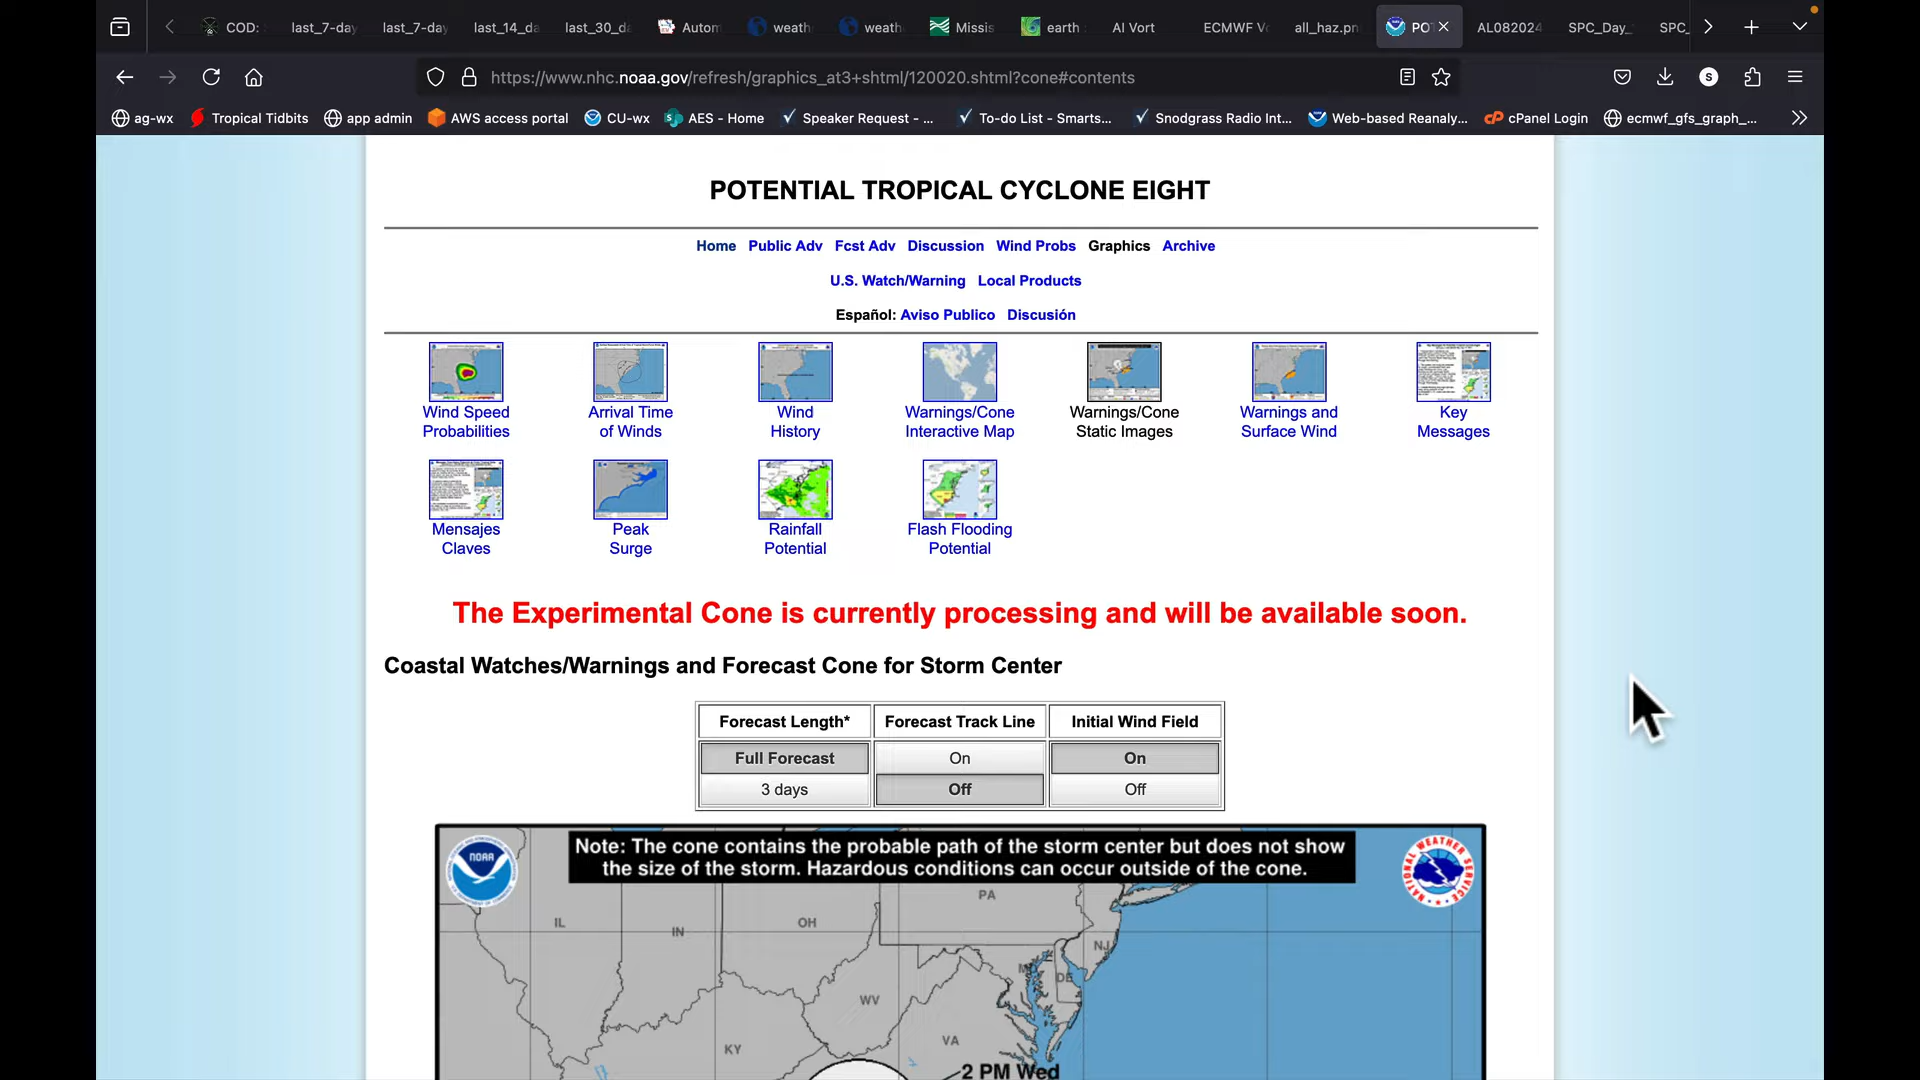 COD:
last_7-day
last_7-day
last_14_da
last_30_da
Autom
weath
weath
Missis
earth
AI Vort
ECMWF Vo
all_haz.pn
PO
AL082024
SPC_Day_
SPC_
https://www.nhc.noaa.gov/refresh/graphics_at3+shtml/120020.shtml?cone#contents
S
ag-wx
Tropical Tidbits
app admin
AWS access portal
CU-wx
AES - Home
Speaker Request - ...
To-do List - Smarts...
Snodgrass Radio Int...
Web-based Reanaly...
cPanel Login
ecmwf_gfs_graph_...
POTENTIAL TROPICAL CYCLONE EIGHT
Home Public Adv Fcst Adv Discussion Wind Probs Graphics Archive
U.S. Watch/Warning Local Products
Español: Aviso Publico Discusión
Wind Speed
Probabilities
Arrival Time
of Winds
Wind
History
Warnings/Cone
Interactive Map
Warnings/Cone
Static Images
Warnings and
Surface Wind
Key
Messages
Mensajes
Claves
Peak
Surge
Rainfall
Potential
Flash Flooding
Potential
The Experimental Cone is currently processing and will be available soon.
Coastal Watches/Warnings and Forecast Cone for Storm Center
Forecast Length* Forecast Track Line Initial Wind Field
Full Forecast On On
3 days Off Off
NOAA
Note: The cone contains the probable path of the storm center but does not show
the size of the storm. Hazardous conditions can occur outside of the cone.
NATIONAL WEATHER SERVICE
PA
IL
IN
OH
NJ
DE
WV
VA
KY
2 PM Wed